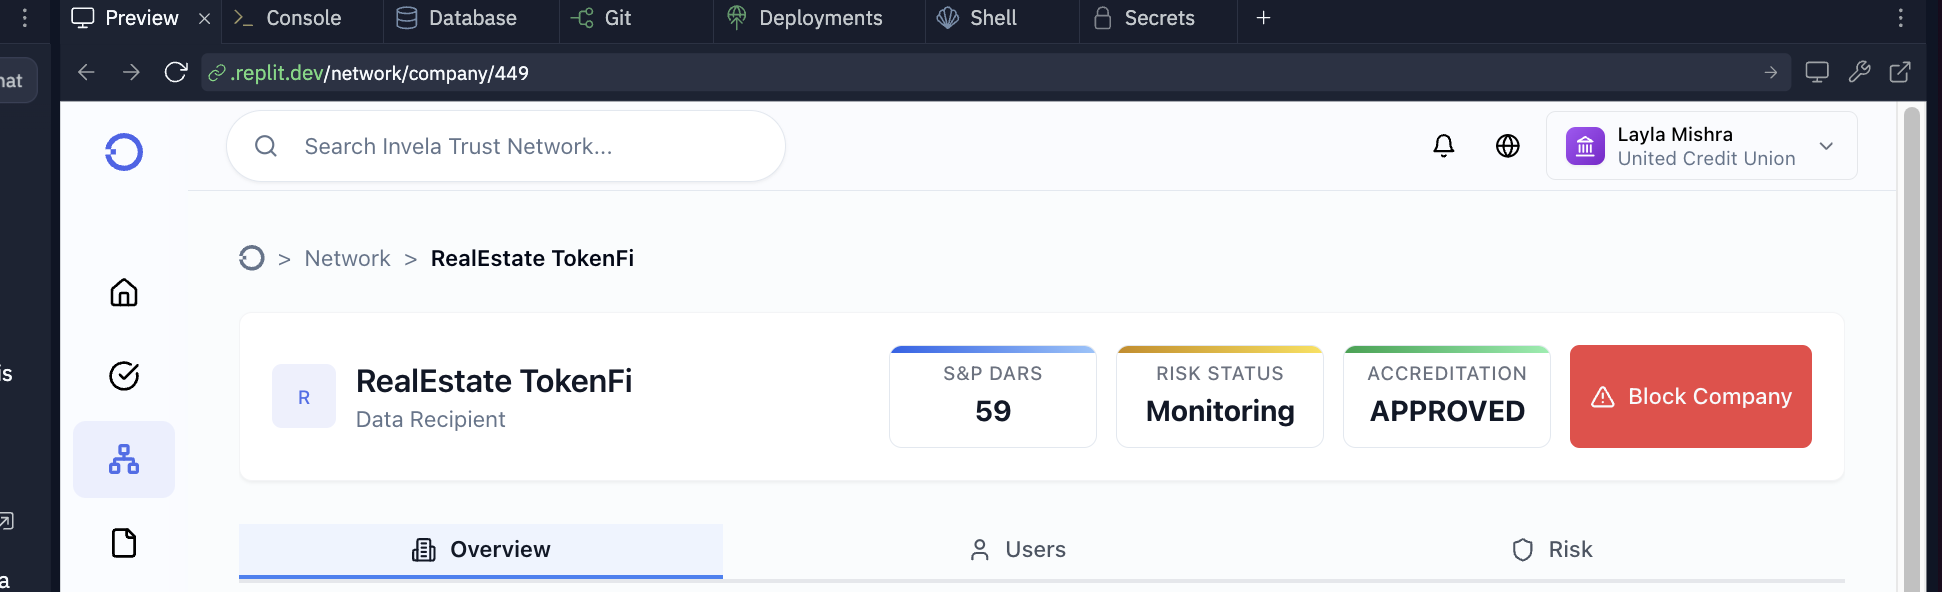 Preview
Console
Database
Git
Deployments
Shell
Secrets
.replit.dev/network/company/449
Search Invela Trust Network...
Layla Mishra
United Credit Union
> Network > RealEstate TokenFi
R
RealEstate TokenFi
Data Recipient
S&P DARS
59
RISK STATUS
Monitoring
ACCREDITATION
APPROVED
Block Company
Overview
Users
Risk